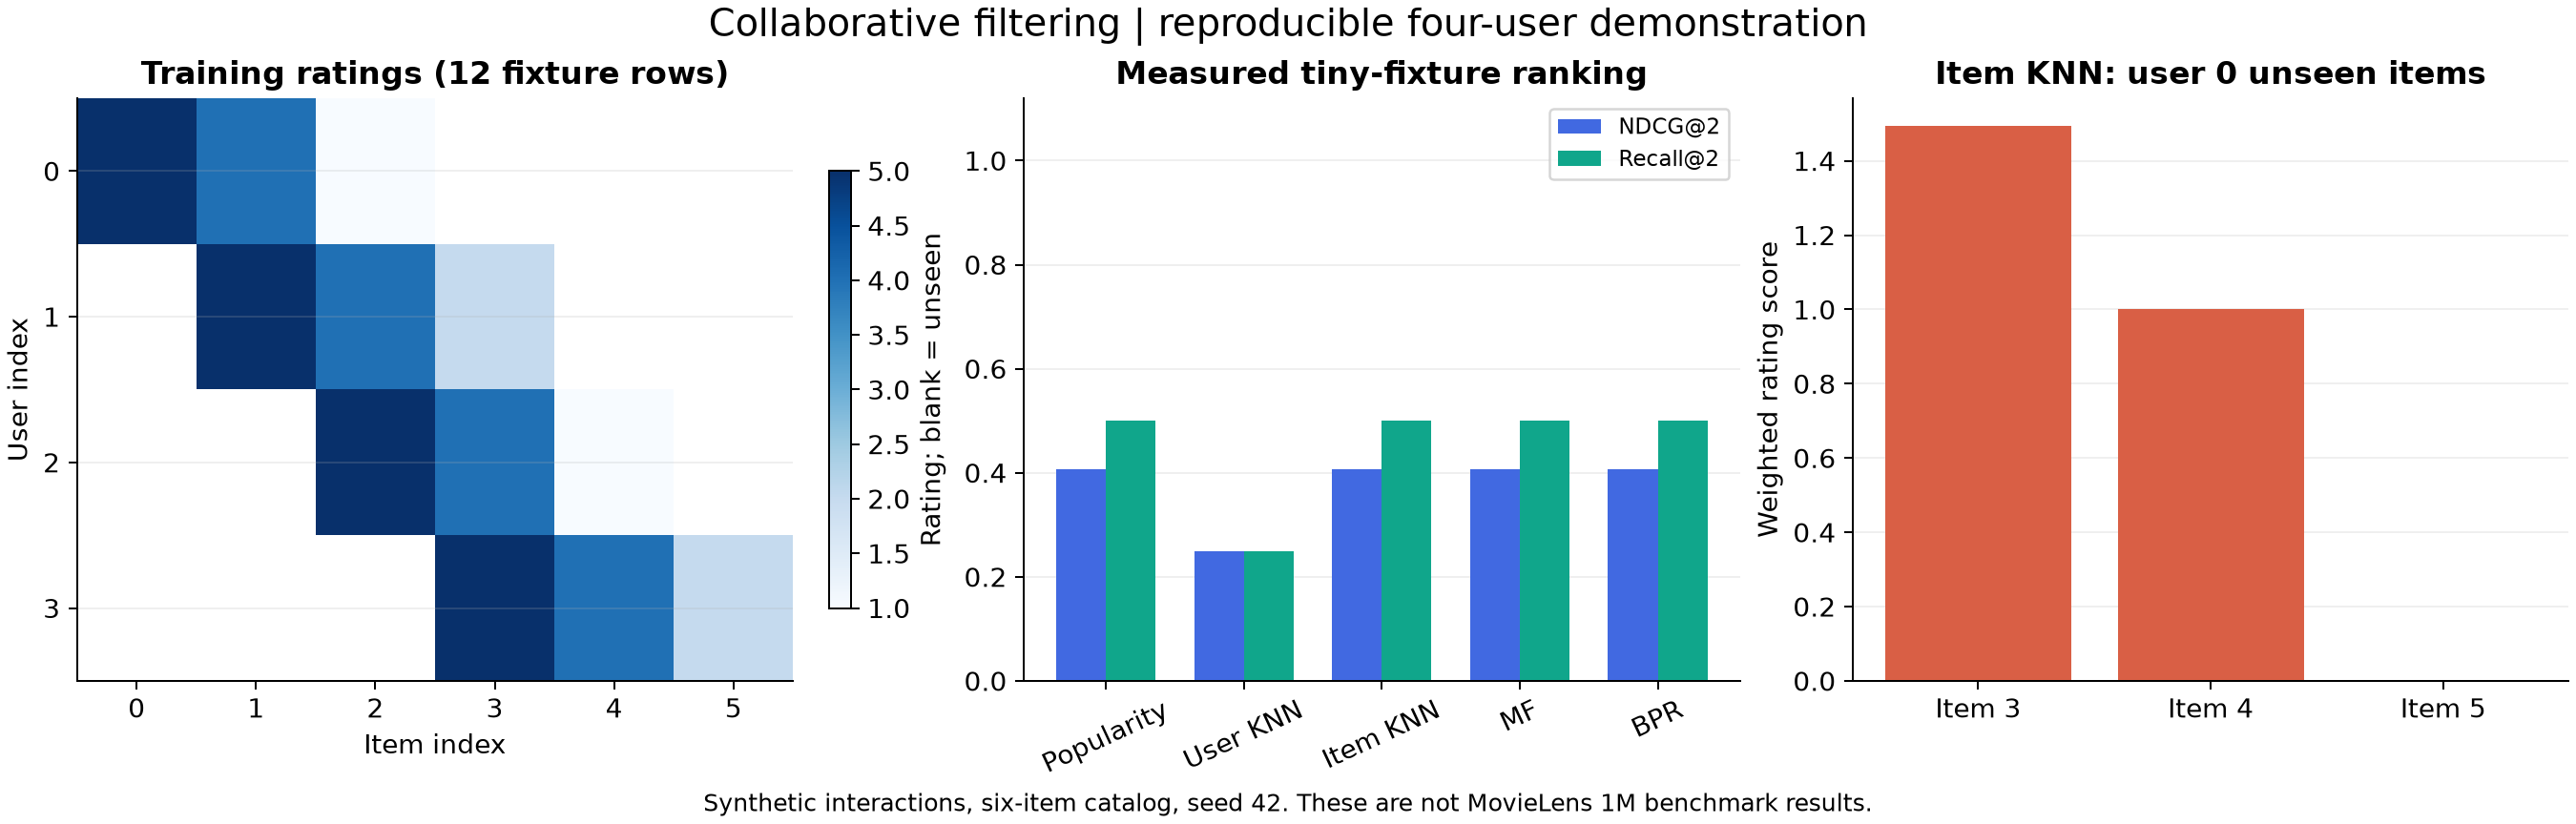 Collaborative filtering | reproducible four-user demonstration
Training ratings (12 fixture rows)
User index
0
1
2
3
0 1 2 3 4 5
Item index
5.0
4.5
4.0
3.5
3.0
2.5
2.0
1.5
1.0
Rating; blank = unseen
Measured tiny-fixture ranking
NDCG@2
Recall@2
1.0
0.8
0.6
0.4
0.2
0.0
Popularity User KNN Item KNN MF BPR
Item KNN: user 0 unseen items
Weighted rating score
1.4
1.2
1.0
0.8
0.6
0.4
0.2
0.0
Item 3 Item 4 Item 5
Synthetic interactions, six-item catalog, seed 42. These are not MovieLens 1M benchmark results.